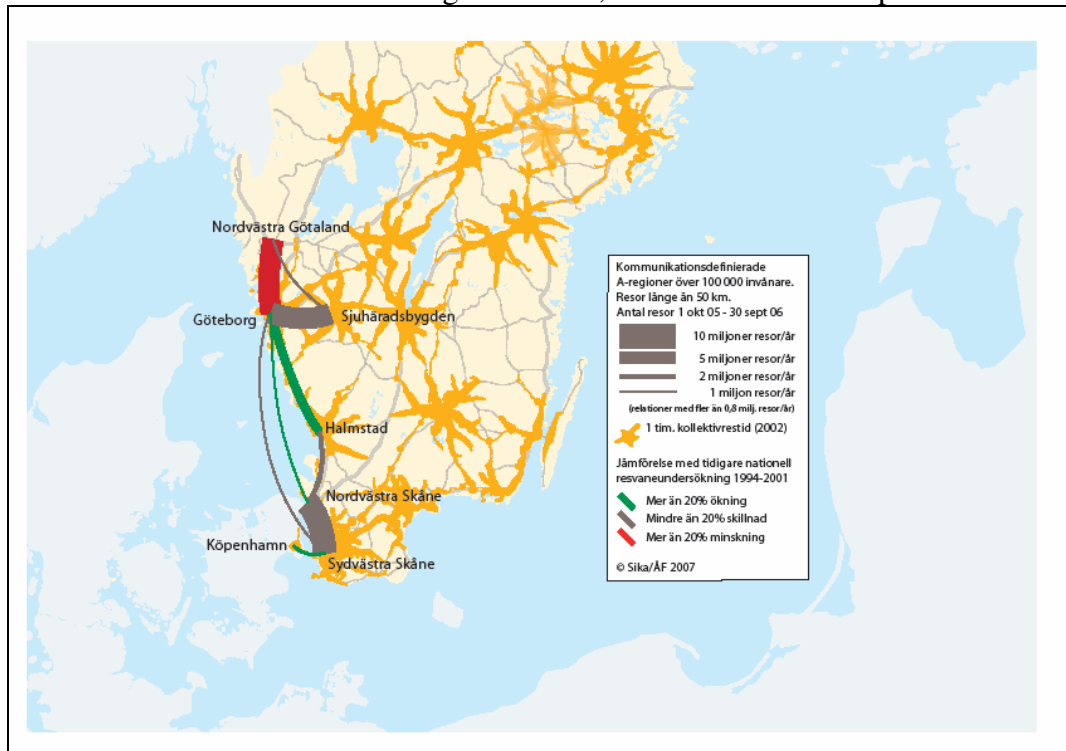 Nordvästra Götaland
Göteborg
Sjuhäradsbygden
Halmstad
Nordvästra Skåne
Köpenhamn
Sydvästra Skåne
Kommunikationsdefinierade
A-regioner över 100 000 invånare.
Resor länge än 50 km.
Antal resor 1 okt 05 - 30 sept 06
10 miljoner resor/år
5 miljoner resor/år
2 miljoner resor/år
1 miljon resor/år
(relationer med fler än 0,8 milj. resor/år)
1 tim. kollektivrestid (2002)
Jämförelse med tidigare nationell
resvaneundersökning 1994-2001
Mer än 20% ökning
Mindre än 20% skillnad
Mer än 20% minskning
© Sika/ÅF 2007